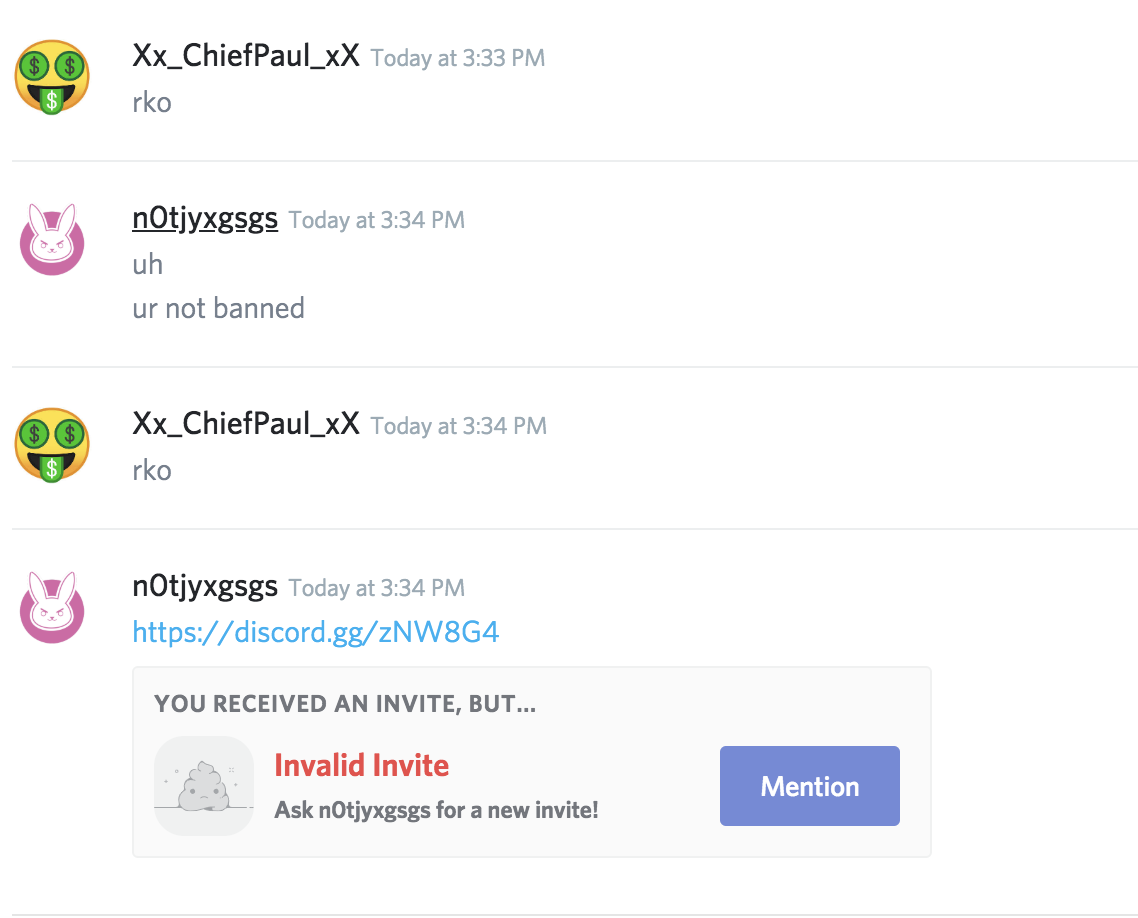 Xx_ChiefPaul_xX Today at 3:33 PM
rko
n0tjyxgsgs Today at 3:34 PM
uh
ur not banned
Xx_ChiefPaul_xX Today at 3:34 PM
rko
n0tjyxgsgs Today at 3:34 PM
https://discord.gg/zNW8G4
YOU RECEIVED AN INVITE, BUT...
Invalid Invite
Ask n0tjyxgsgs for a new invite!
Mention